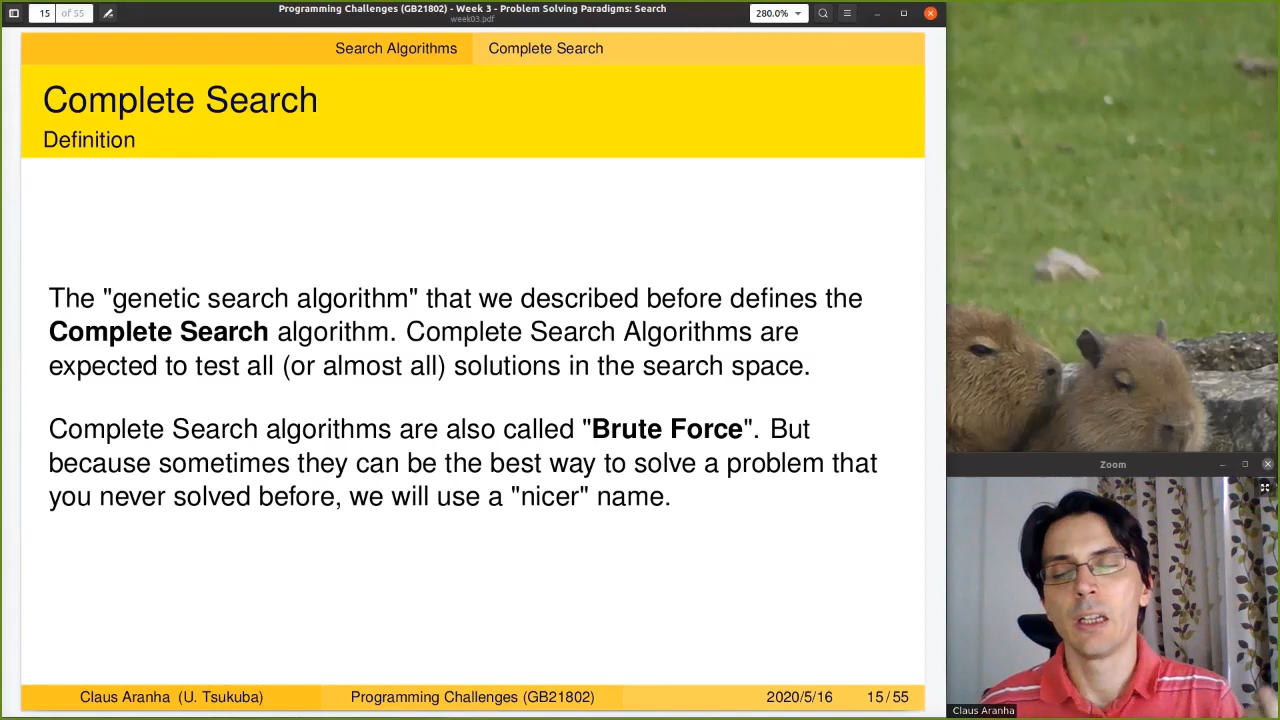 15 of 55
Programming Challenges (GB21802) - Week 3 - Problem Solving Paradigms: Search
week03.pdf
280.0%
Search Algorithms Complete Search
Complete Search
Definition
The "genetic search algorithm" that we described before defines the
Complete Search algorithm. Complete Search Algorithms are
expected to test all (or almost all) solutions in the search space.
Complete Search algorithms are also called "Brute Force". But
because sometimes they can be the best way to solve a problem that
you never solved before, we will use a "nicer" name.
Claus Aranha (U. Tsukuba) Programming Challenges (GB21802) 2020/5/16 15 / 55
Zoom
Claus Aranha